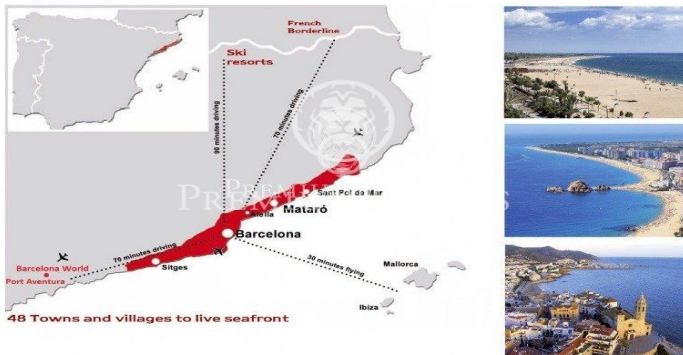 French
Borderline
Ski
resorts
90 minutes driving
70 minutes driving
Sant Pol de Mar
Mataró
Alella
Barcelona
70 minutes driving
Barcelona World
Port Aventura
Sitges
30 minutes flying
Mallorca
Ibiza
48 Towns and villages to live seafront